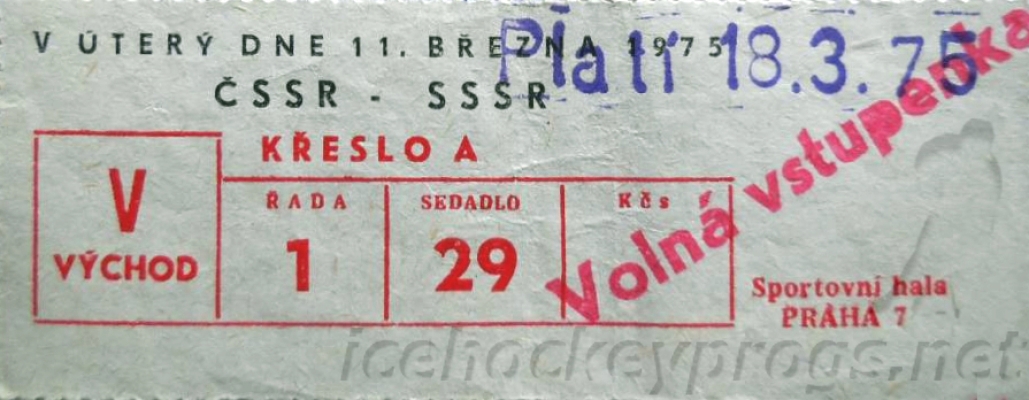 V ÚTERÝ DNE 11. BŘEZNA 1975
Platí 18.3.75
ČSSR - SSSR
Volná vstupenka
KŘESLO A
V
VÝCHOD
ŘADA
1
SEDADLO
29
Kčs
Sportovní hala
PRAHA 7
icehockeyprogs.net